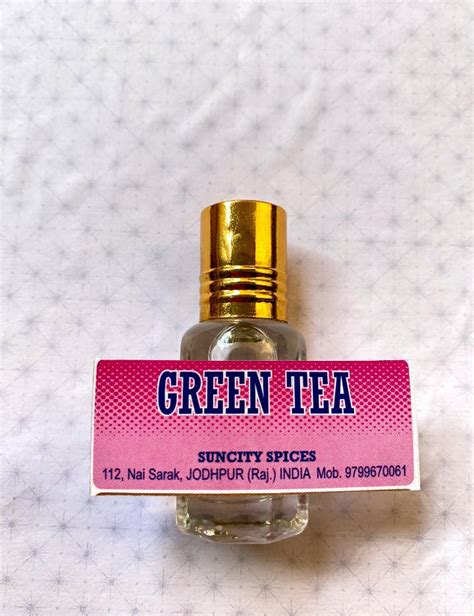 GREEN TEA
SUNCITY SPICES
112, Nai Sarak, JODHPUR (Raj.) INDIA Mob. 9799670061